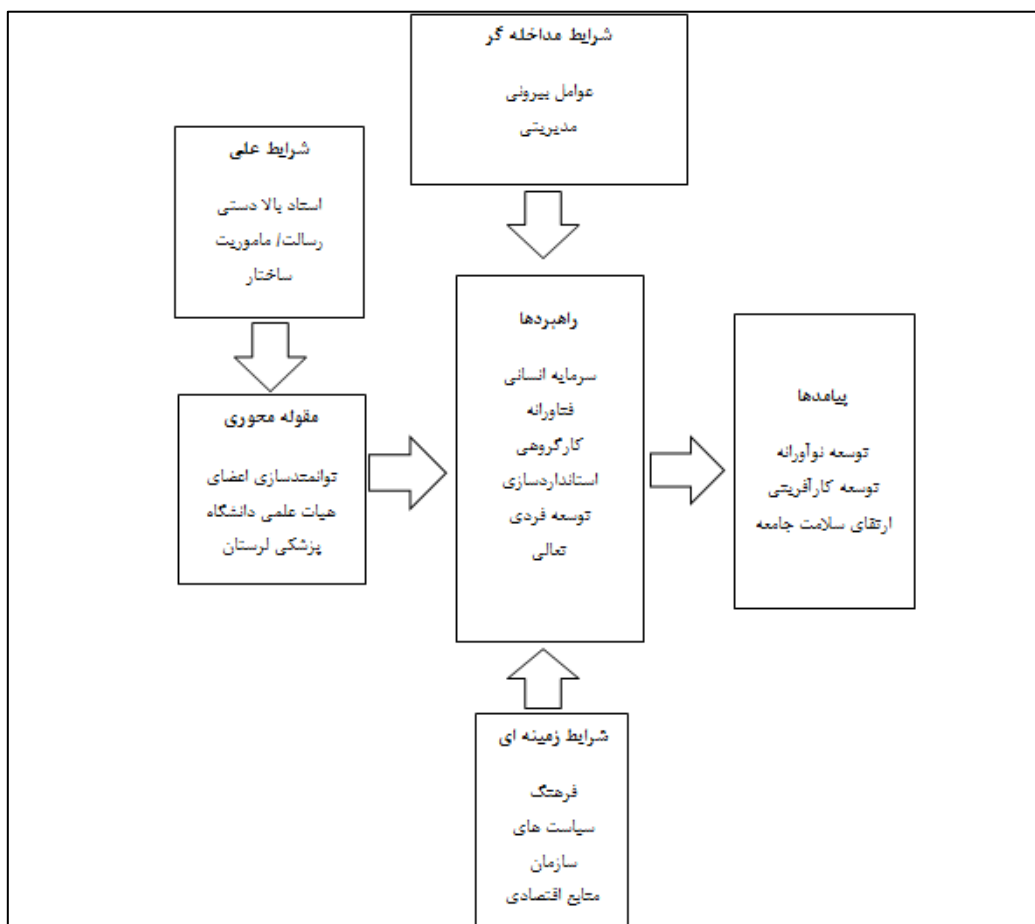 شرایط مداخله گر
عوامل بیرونی
مدیریتی
شرایط علی
استاد بالا دستی
رسالت/ ماموریت
ساختار
راهبردها
سرمایه انسانی
فناورانه
کارگروهی
استانداردسازی
توسعه فردی
تعالی
پیامدها
توسعه نوآورانه
توسعه کارآفرینی
ارتقای سلامت جامعه
مقوله محوری
توانمندسازی اعضای
هیات علمی دانشگاه
پزشکی لرستان
شرایط زمینه ای
فرهنگ
سیاست های
سازمان
منابع اقتصادی